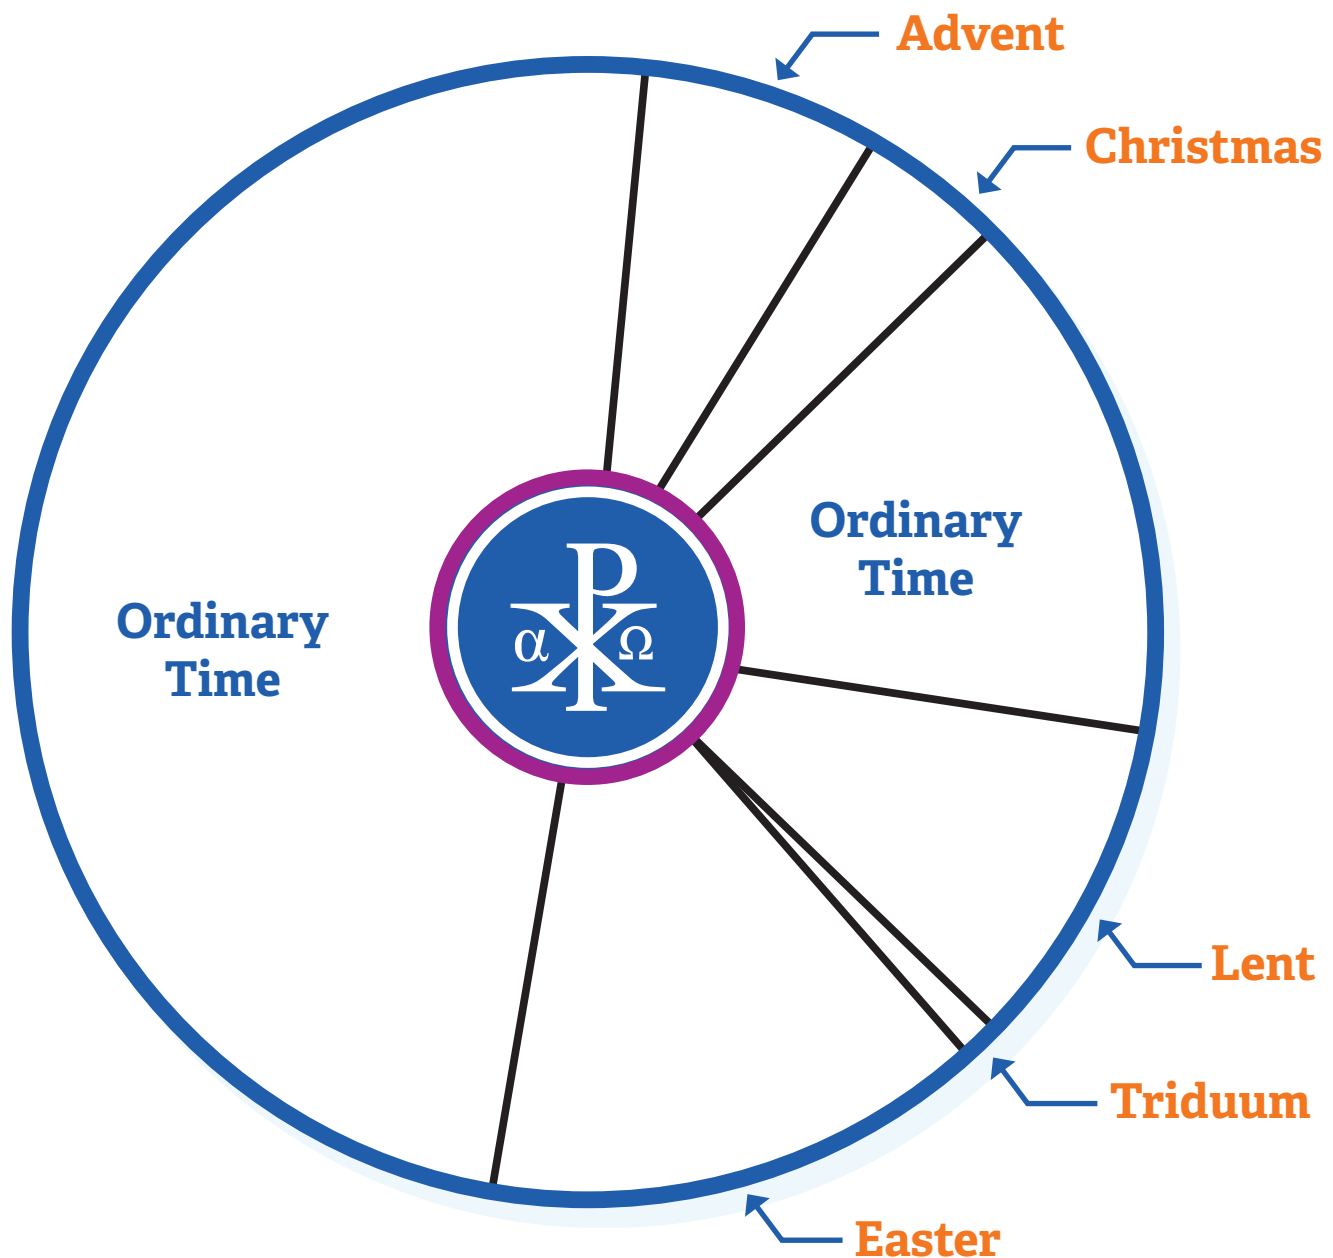 Advent
Christmas
Ordinary
Time
Ordinary
Time
α
Ω
Lent
Triduum
Easter